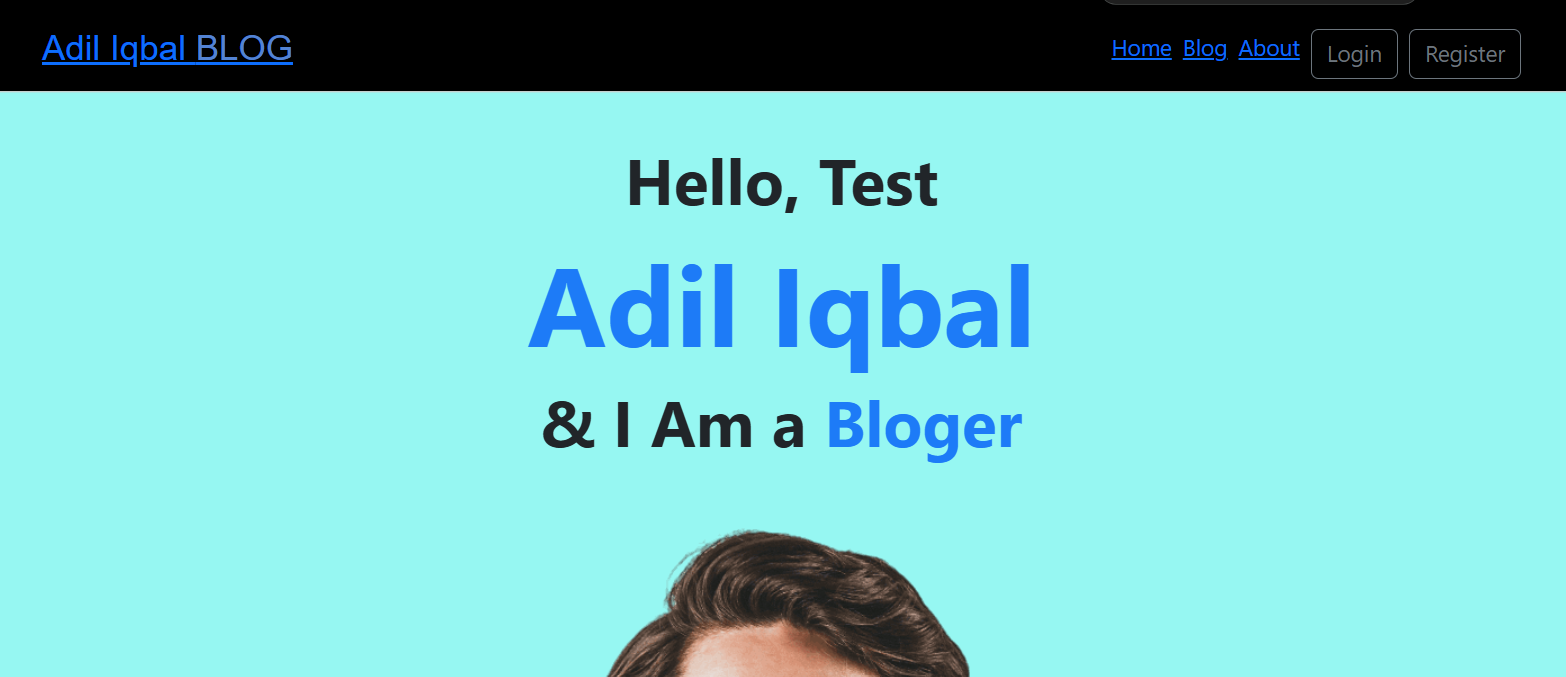 Adil Iqbal BLOG
Home Blog About Login Register
Hello, Test
Adil Iqbal
& I Am a Bloger